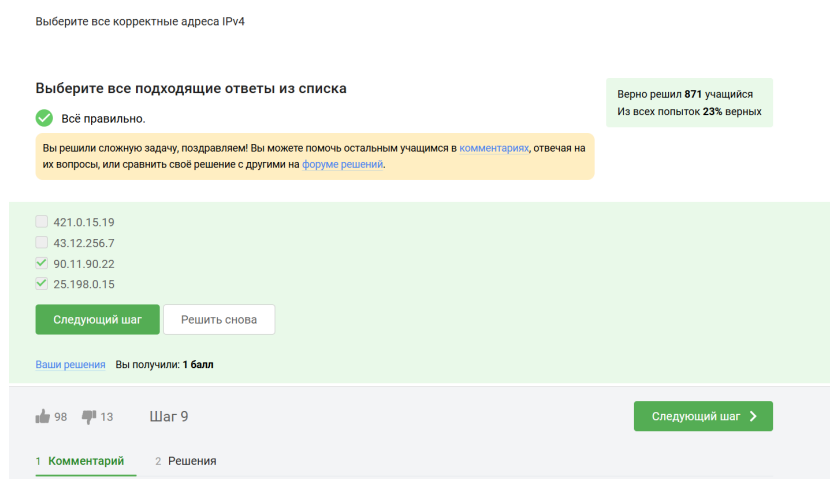 Выберите все корректные адреса IPv4
Выберите все подходящие ответы из списка
Верно решил 871 учащийся
Из всех попыток 23% верных
Всё правильно.
Вы решили сложную задачу, поздравляем! Вы можете помочь остальным учащимся в комментариях, отвечая на
их вопросы, или сравнить своё решение с другими на форуме решений.
421.0.15.19
43.12.256.7
90.11.90.22
25.198.0.15
Следующий шаг Решить снова
Ваши решения Вы получили: 1 балл
98 13 Шаг 9 Следующий шаг
1 Комментарий 2 Решения